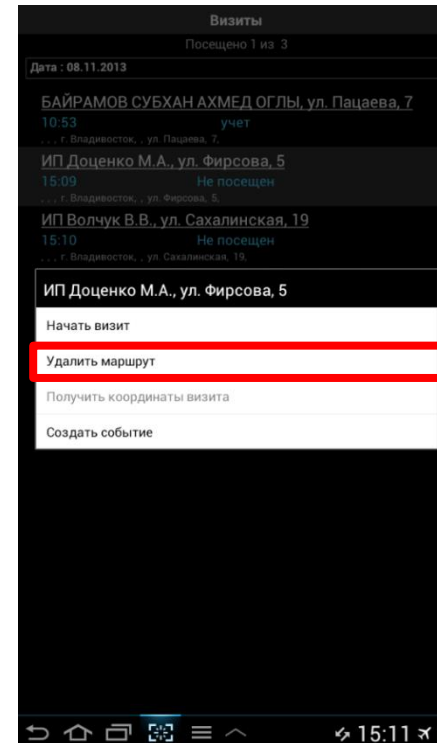 Визиты
Посещено 1 из 3
Дата : 08.11.2013
БАЙРАМОВ СУБХАН АХМЕД ОГЛЫ, ул. Пацаева, 7
10:53 учет
, , , г. Владивосток, , ул. Пацаева, 7,
ИП Доценко М.А., ул. Фирсова, 5
15:09 Не посещен
, , , г. Владивосток, , ул. Фирсова, 5,
ИП Волчук В.В., ул. Сахалинская, 19
15:10 Не посещен
, , , г. Владивосток, , ул. Сахалинская, 19,
ИП Доценко М.А., ул. Фирсова, 5
Начать визит
Удалить маршрут
Получить координаты визита
Создать событие
15:11